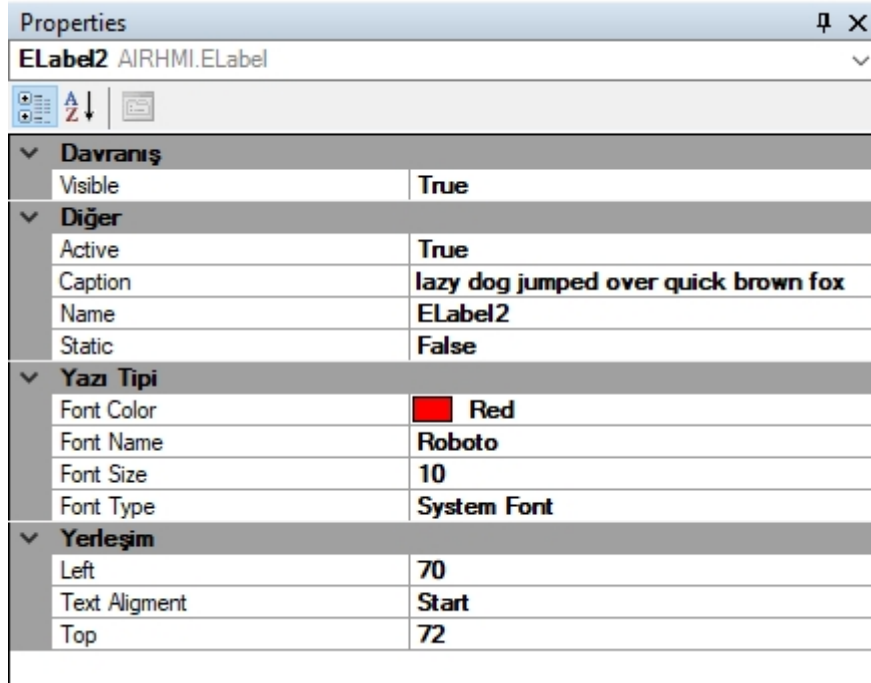 Properties
ELabel2 AIRHMI.ELabel
Davranış
Visible True
Diğer
Active True
Caption lazy dog jumped over quick brown fox
Name ELabel2
Static False
Yazı Tipi
Font Color Red
Font Name Roboto
Font Size 10
Font Type System Font
Yerleşim
Left 70
Text Aligment Start
Top 72